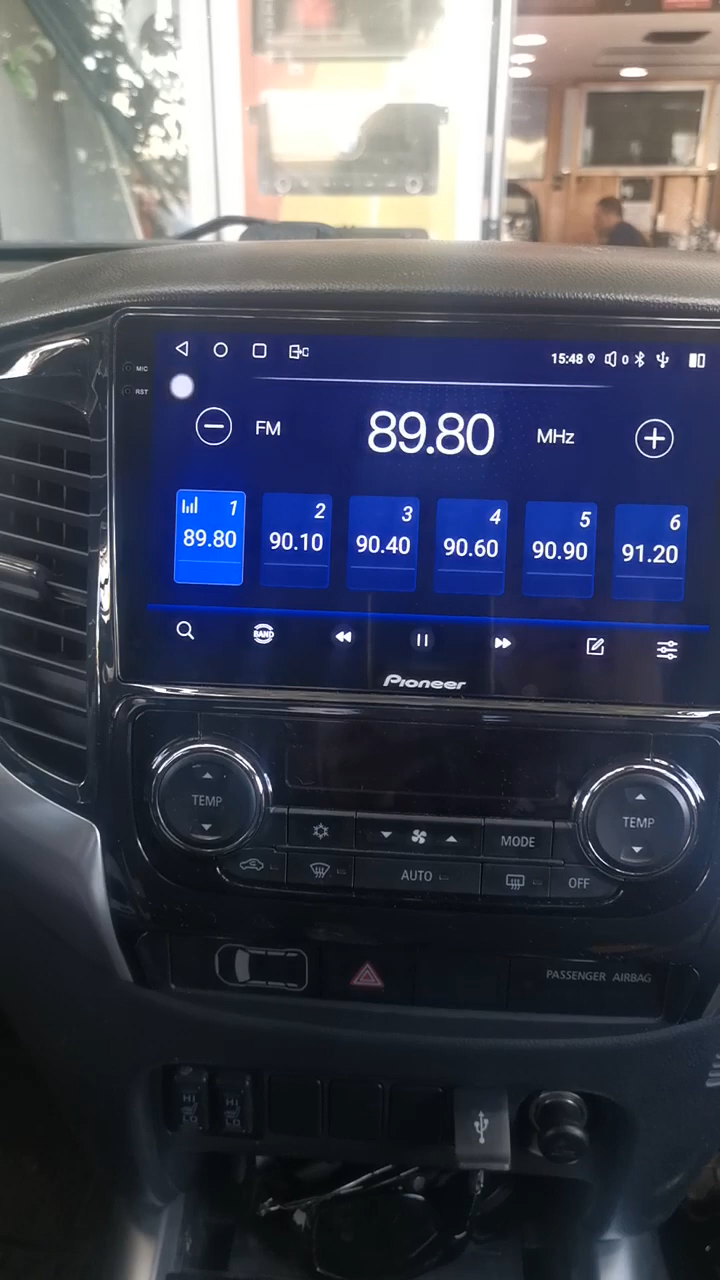 MIC
RST
15:48 0
FM 89.80 MHz
1 2 3 4 5 6
89.80 90.10 90.40 90.60 90.90 91.20
BAND
Pioneer
TEMP TEMP
MODE
AUTO OFF
PASSENGER AIRBAG
HI HI
LO LO